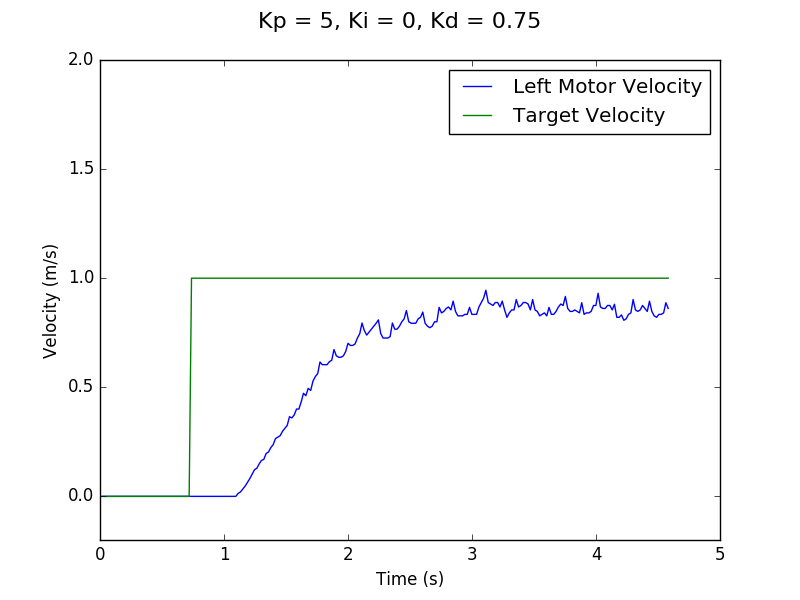 Kp = 5, Ki = 0, Kd = 0.75
2.0
Left Motor Velocity
Target Velocity
1.5
1.0
Velocity (m/s)
0.5
0.0
0 1 2 3 4 5
Time (s)